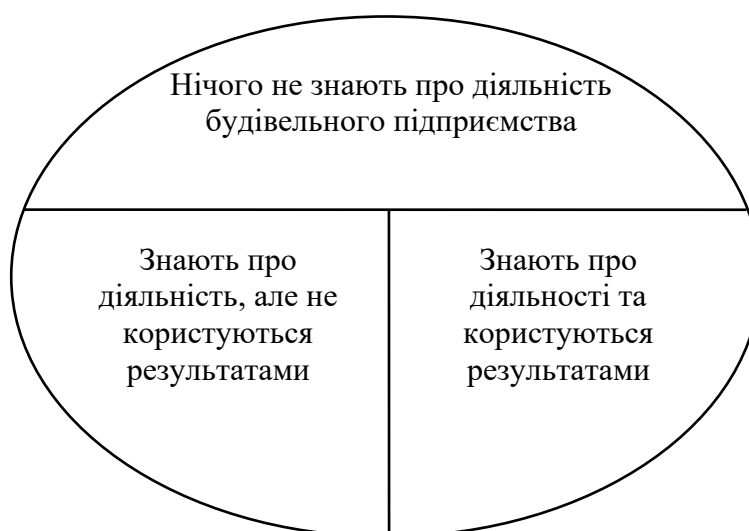 Нічого не знають про діяльність
будівельного підприємства
Знають про
діяльність, але не
користуються
результатами
Знають про
діяльності та
користуються
результатами